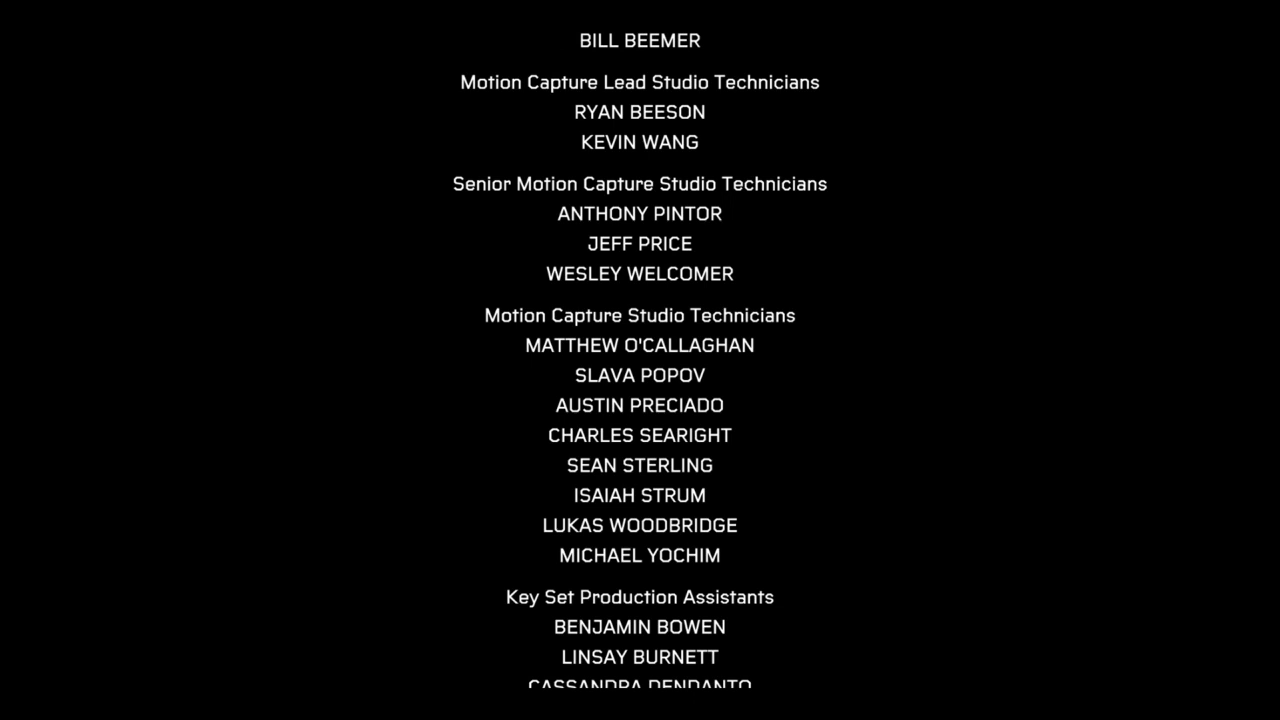 BILL BEEMER
Motion Capture Lead Studio Technicians
RYAN BEESON
KEVIN WANG
Senior Motion Capture Studio Technicians
ANTHONY PINTOR
JEFF PRICE
WESLEY WELCOMER
Motion Capture Studio Technicians
MATTHEW O'CALLAGHAN
SLAVA POPOV
AUSTIN PRECIADO
CHARLES SEARIGHT
SEAN STERLING
ISAIAH STRUM
LUKAS WOODBRIDGE
MICHAEL YOCHIM
Key Set Production Assistants
BENJAMIN BOWEN
LINSAY BURNETT
CASSANDRA